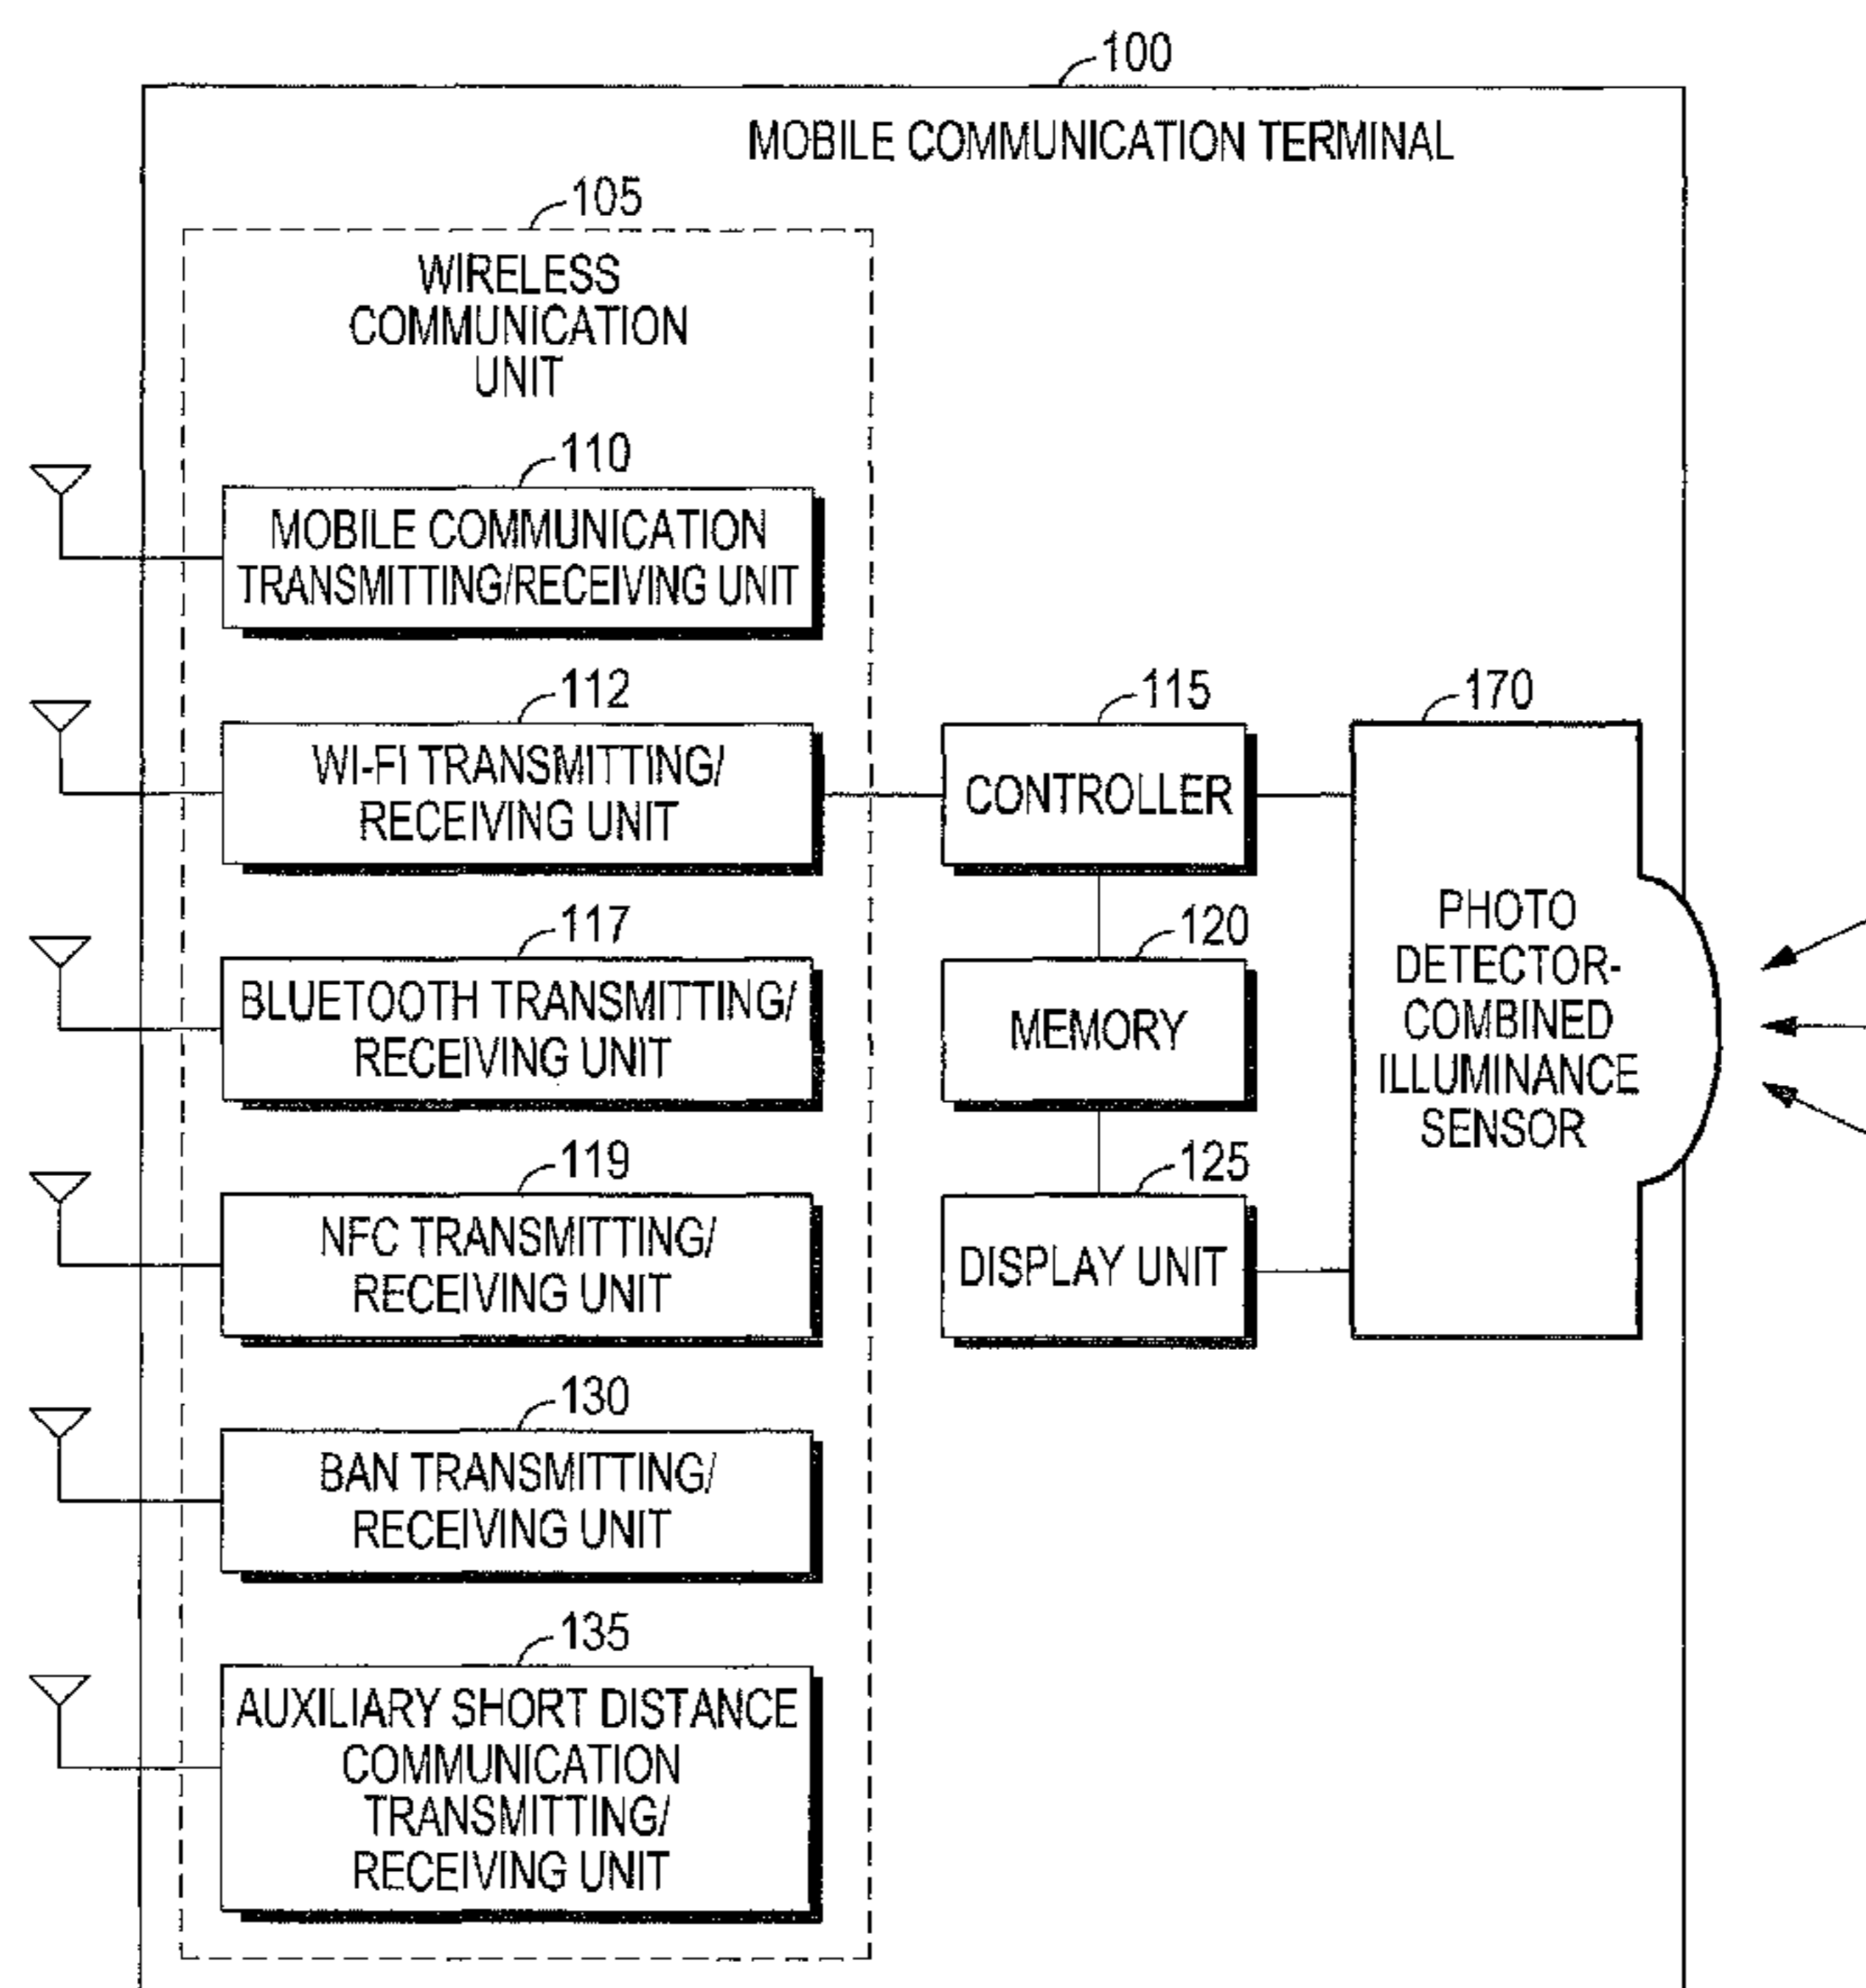 100
MOBILE COMMUNICATION TERMINAL
105
WIRELESS
COMMUNICATION
UNIT
110
MOBILE COMMUNICATION
TRANSMITTING/RECEIVING UNIT
112
WI-FI TRANSMITTING/
RECEIVING UNIT
115
CONTROLLER
170
PHOTO
DETECTOR-
COMBINED
ILLUMINANCE
SENSOR
117
BLUETOOTH TRANSMITTING/
RECEIVING UNIT
120
MEMORY
119
NFC TRANSMITTING/
RECEIVING UNIT
125
DISPLAY UNIT
130
BAN TRANSMITTING/
RECEIVING UNIT
135
AUXILIARY SHORT DISTANCE
COMMUNICATION
TRANSMITTING/
RECEIVING UNIT